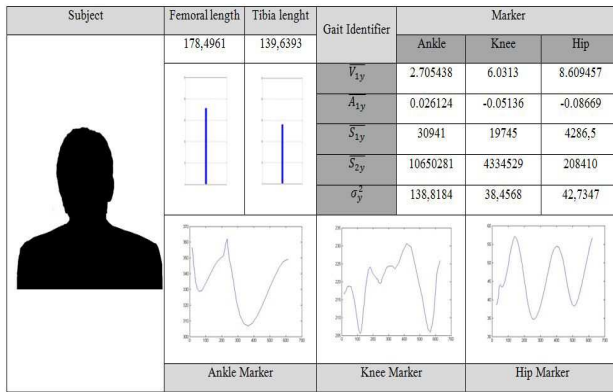 Subject Femoral length Tibia lenght Gait Identifier Marker
178,4961 139,6393 Ankle Knee Hip
V1y 2.705438 6.0313 8.609457
A1y 0.026124 -0.05136 -0.08669
S1y 30941 19745 4286,5
S2y 10650281 4334529 208410
σ²y 138,8184 38,4568 42,7347
Ankle Marker Knee Marker Hip Marker